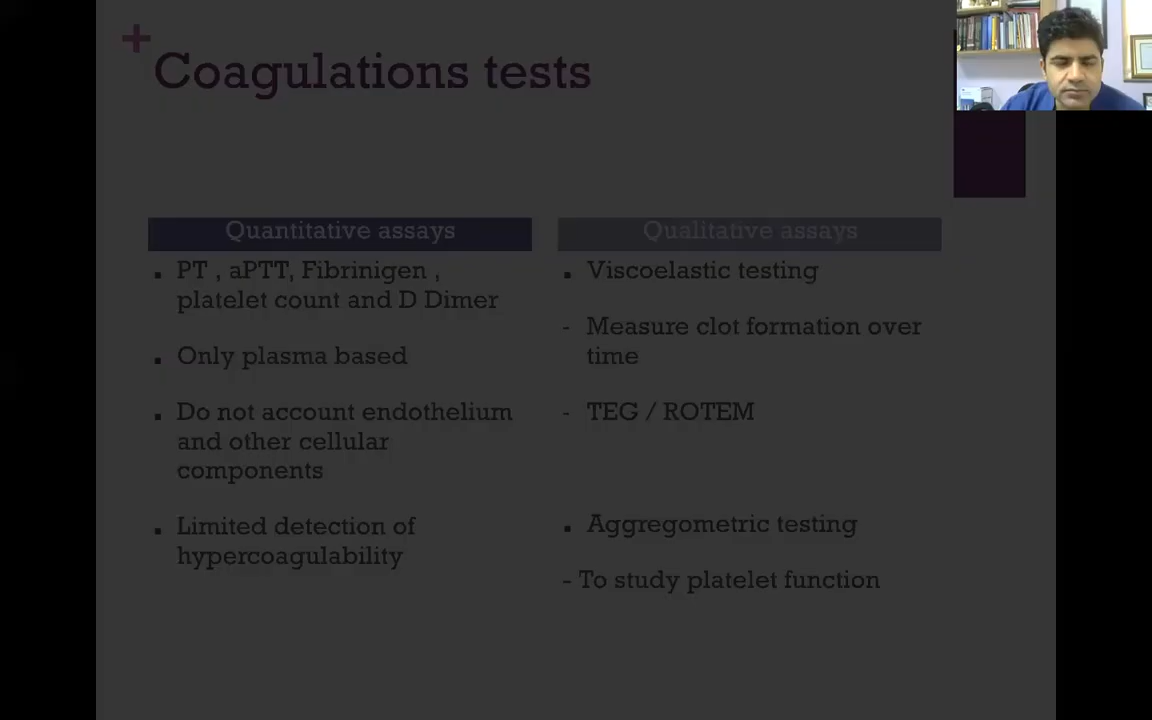 +
Coagulations tests
Quantitative assays
▪ PT , aPTT, Fibrinigen ,
platelet count and D Dimer
▪ Only plasma based
▪ Do not account endothelium
and other cellular
components
▪ Limited detection of
hypercoagulability
Qualitative assays
▪ Viscoelastic testing
- Measure clot formation over
time
- TEG / ROTEM
▪ Aggregometric testing
- To study platelet function